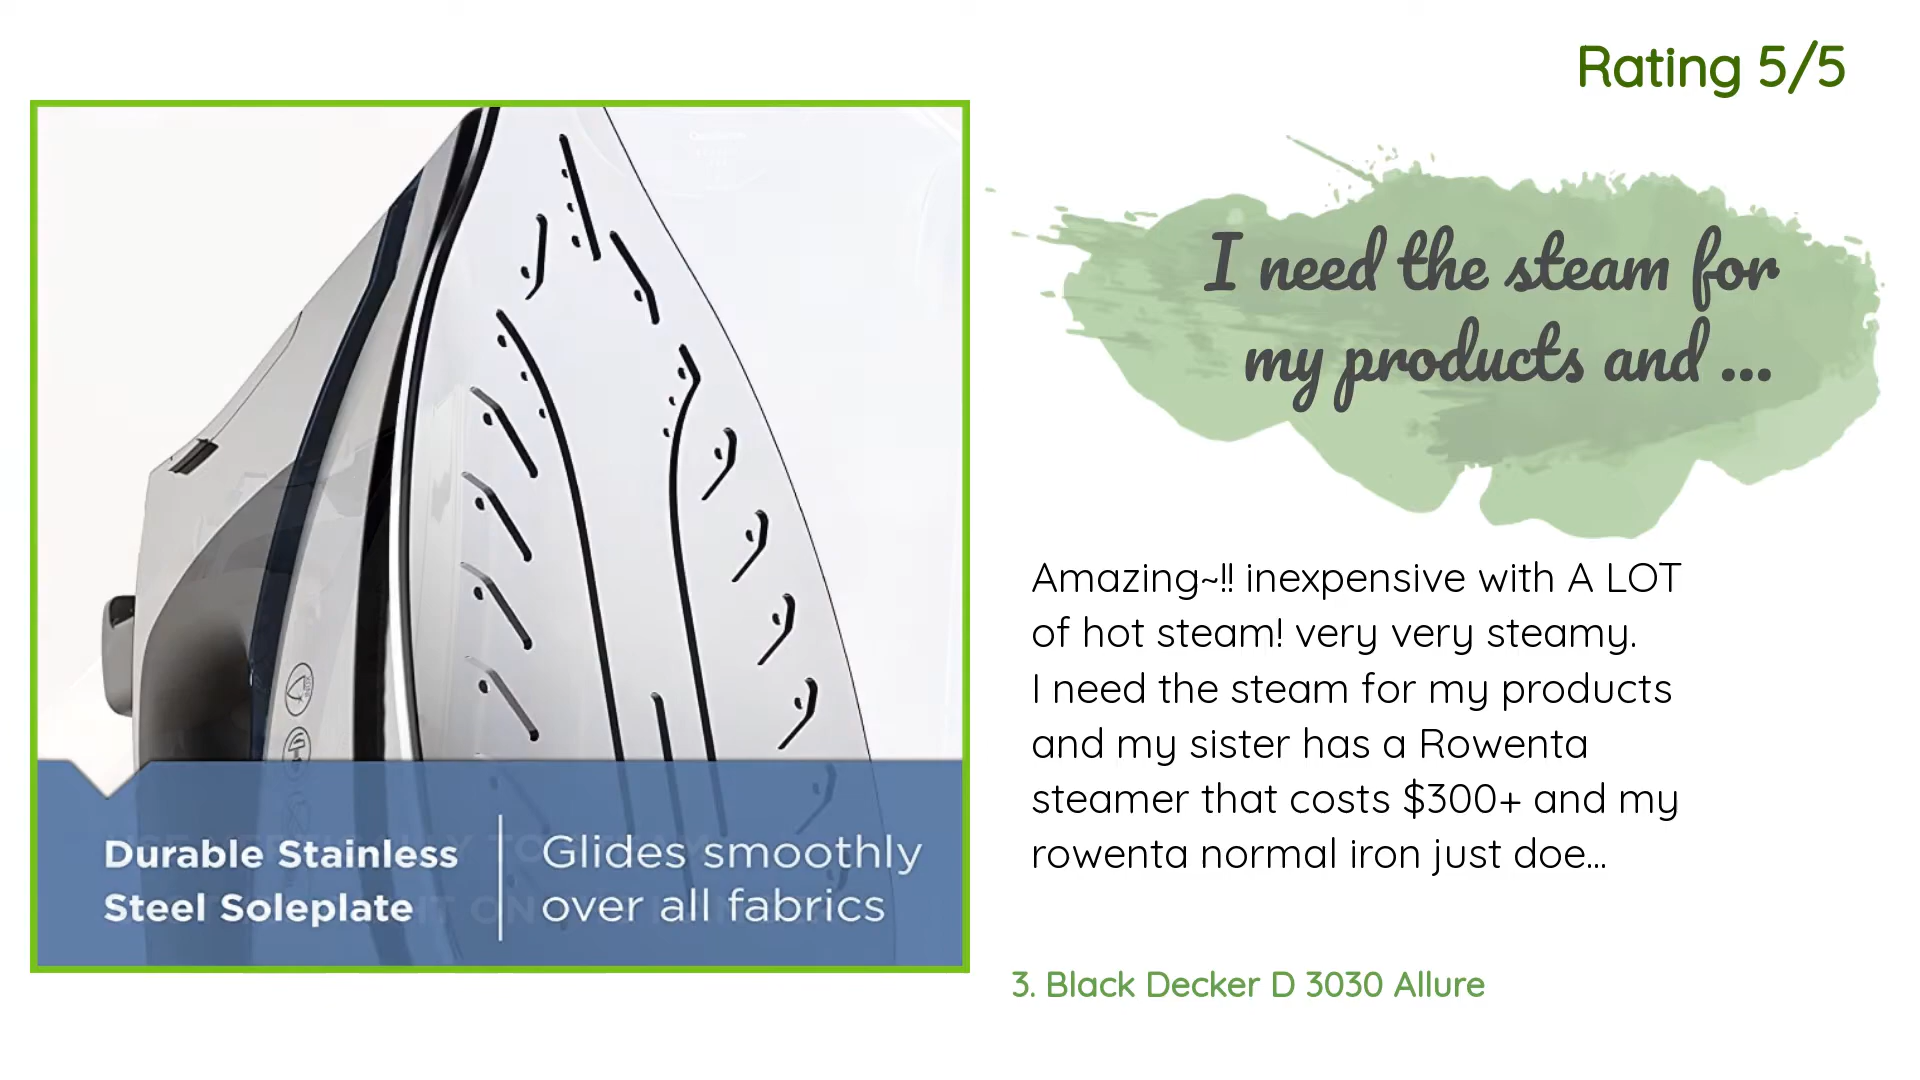 Rating 5/5
I need the steam for
my products and ...
Amazing~!! inexpensive with A LOT
of hot steam! very very steamy.
I need the steam for my products
and my sister has a Rowenta
steamer that costs $300+ and my
rowenta normal iron just doe...
Durable Stainless
Steel Soleplate
Glides smoothly
over all fabrics
3. Black Decker D 3030 Allure